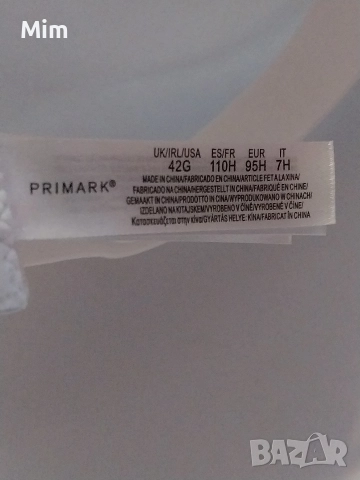 Mim
PRIMARK®
UK/IRL/USA ES/FR EUR IT
42G 110H 95H 7H
MADE IN CHINA/FABRICADO EN CHINA/ARTICLE FET A LA XINA/
FABRICADO NA CHINA/HERGESTELLT IN CHINA/FABRIQUÉ EN CHINE/
GEMAAKT IN CHINA/PRODOTTO IN CINA/WYPRODUKOWANO W CHINACH/
IZDELANO NA KITAJSKEM/VYROBENO V ČÍNĚ/VYROBENÉ V ČÍNE/
Κατασκευάζεται στην κίνα/GYÁRTÁS HELYE: KÍNA/FABRICAT ÎN CHINA
BAZAR